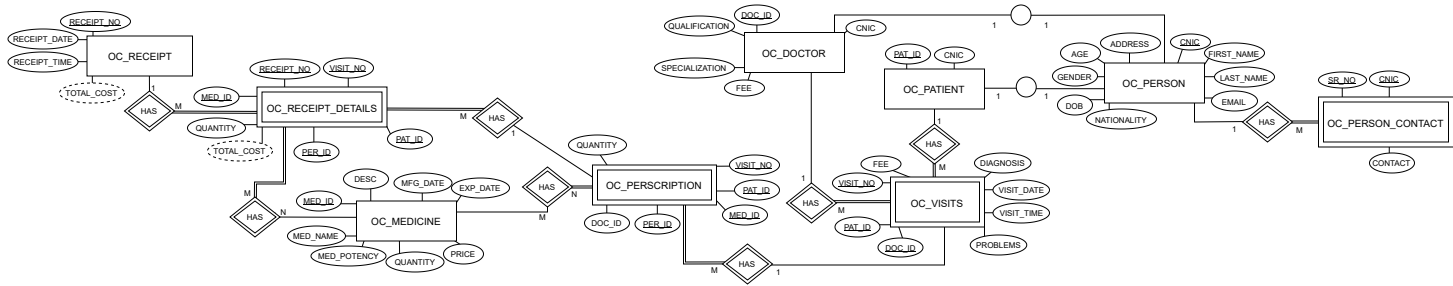 RECEIPT_NO
RECEIPT_DATE
RECEIPT_TIME
OC_RECEIPT
TOTAL_COST
1
HAS
M
RECEIPT_NO
VISIT_NO
MED_ID
OC_RECEIPT_DETAILS
QUANTITY
TOTAL_COST
PER_ID
PAT_ID
M
HAS
1
M
HAS
N
DESC
MFG_DATE
EXP_DATE
MED_ID
OC_MEDICINE
MED_NAME
MED_POTENCY
QUANTITY
PRICE
M
HAS
N
QUANTITY
OC_PERSCRIPTION
VISIT_NO
PAT_ID
MED_ID
DOC_ID
PER_ID
M
HAS
1
QUALIFICATION
DOC_ID
CNIC
OC_DOCTOR
SPECIALIZATION
FEE
1
1
1
HAS
M
PAT_ID
CNIC
OC_PATIENT
1
1
1
HAS
M
FEE
DIAGNOSIS
VISIT_NO
OC_VISITS
VISIT_DATE
VISIT_TIME
PAT_ID
DOC_ID
PROBLEMS
AGE
ADDRESS
CNIC
FIRST_NAME
GENDER
OC_PERSON
LAST_NAME
DOB
NATIONALITY
EMAIL
1
HAS
M
SR_NO
CNIC
OC_PERSON_CONTACT
CONTACT